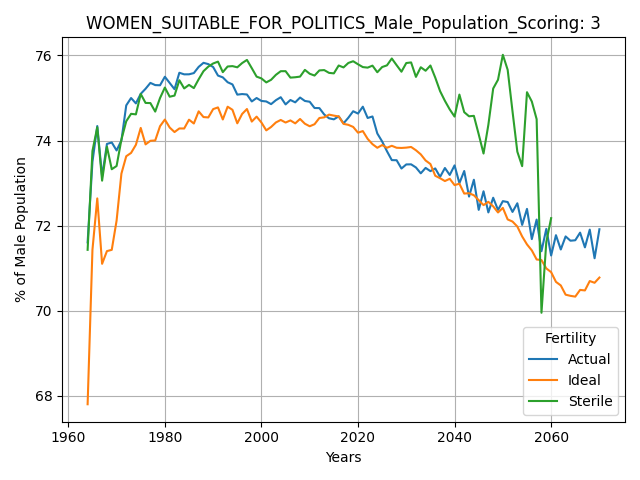 WOMEN_SUITABLE_FOR_POLITICS_Male_Population_Scoring: 3
% of Male Population
76
74
72
70
68
1960 1980 2000 2020 2040 2060
Years
Fertility
Actual
Ideal
Sterile